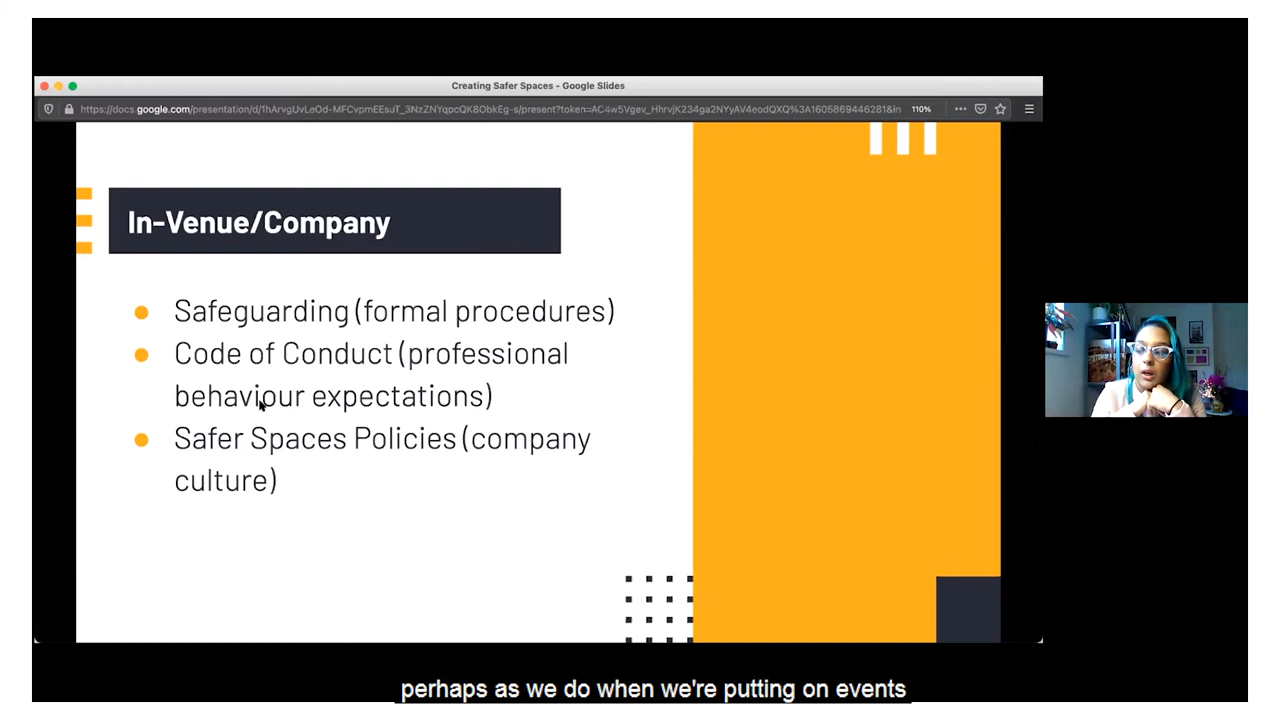 Creating Safer Spaces - Google Slides
110%
In-Venue/Company
Safeguarding (formal procedures)
Code of Conduct (professional
behaviour expectations)
Safer Spaces Policies (company
culture)
perhaps as we do when we're putting on events